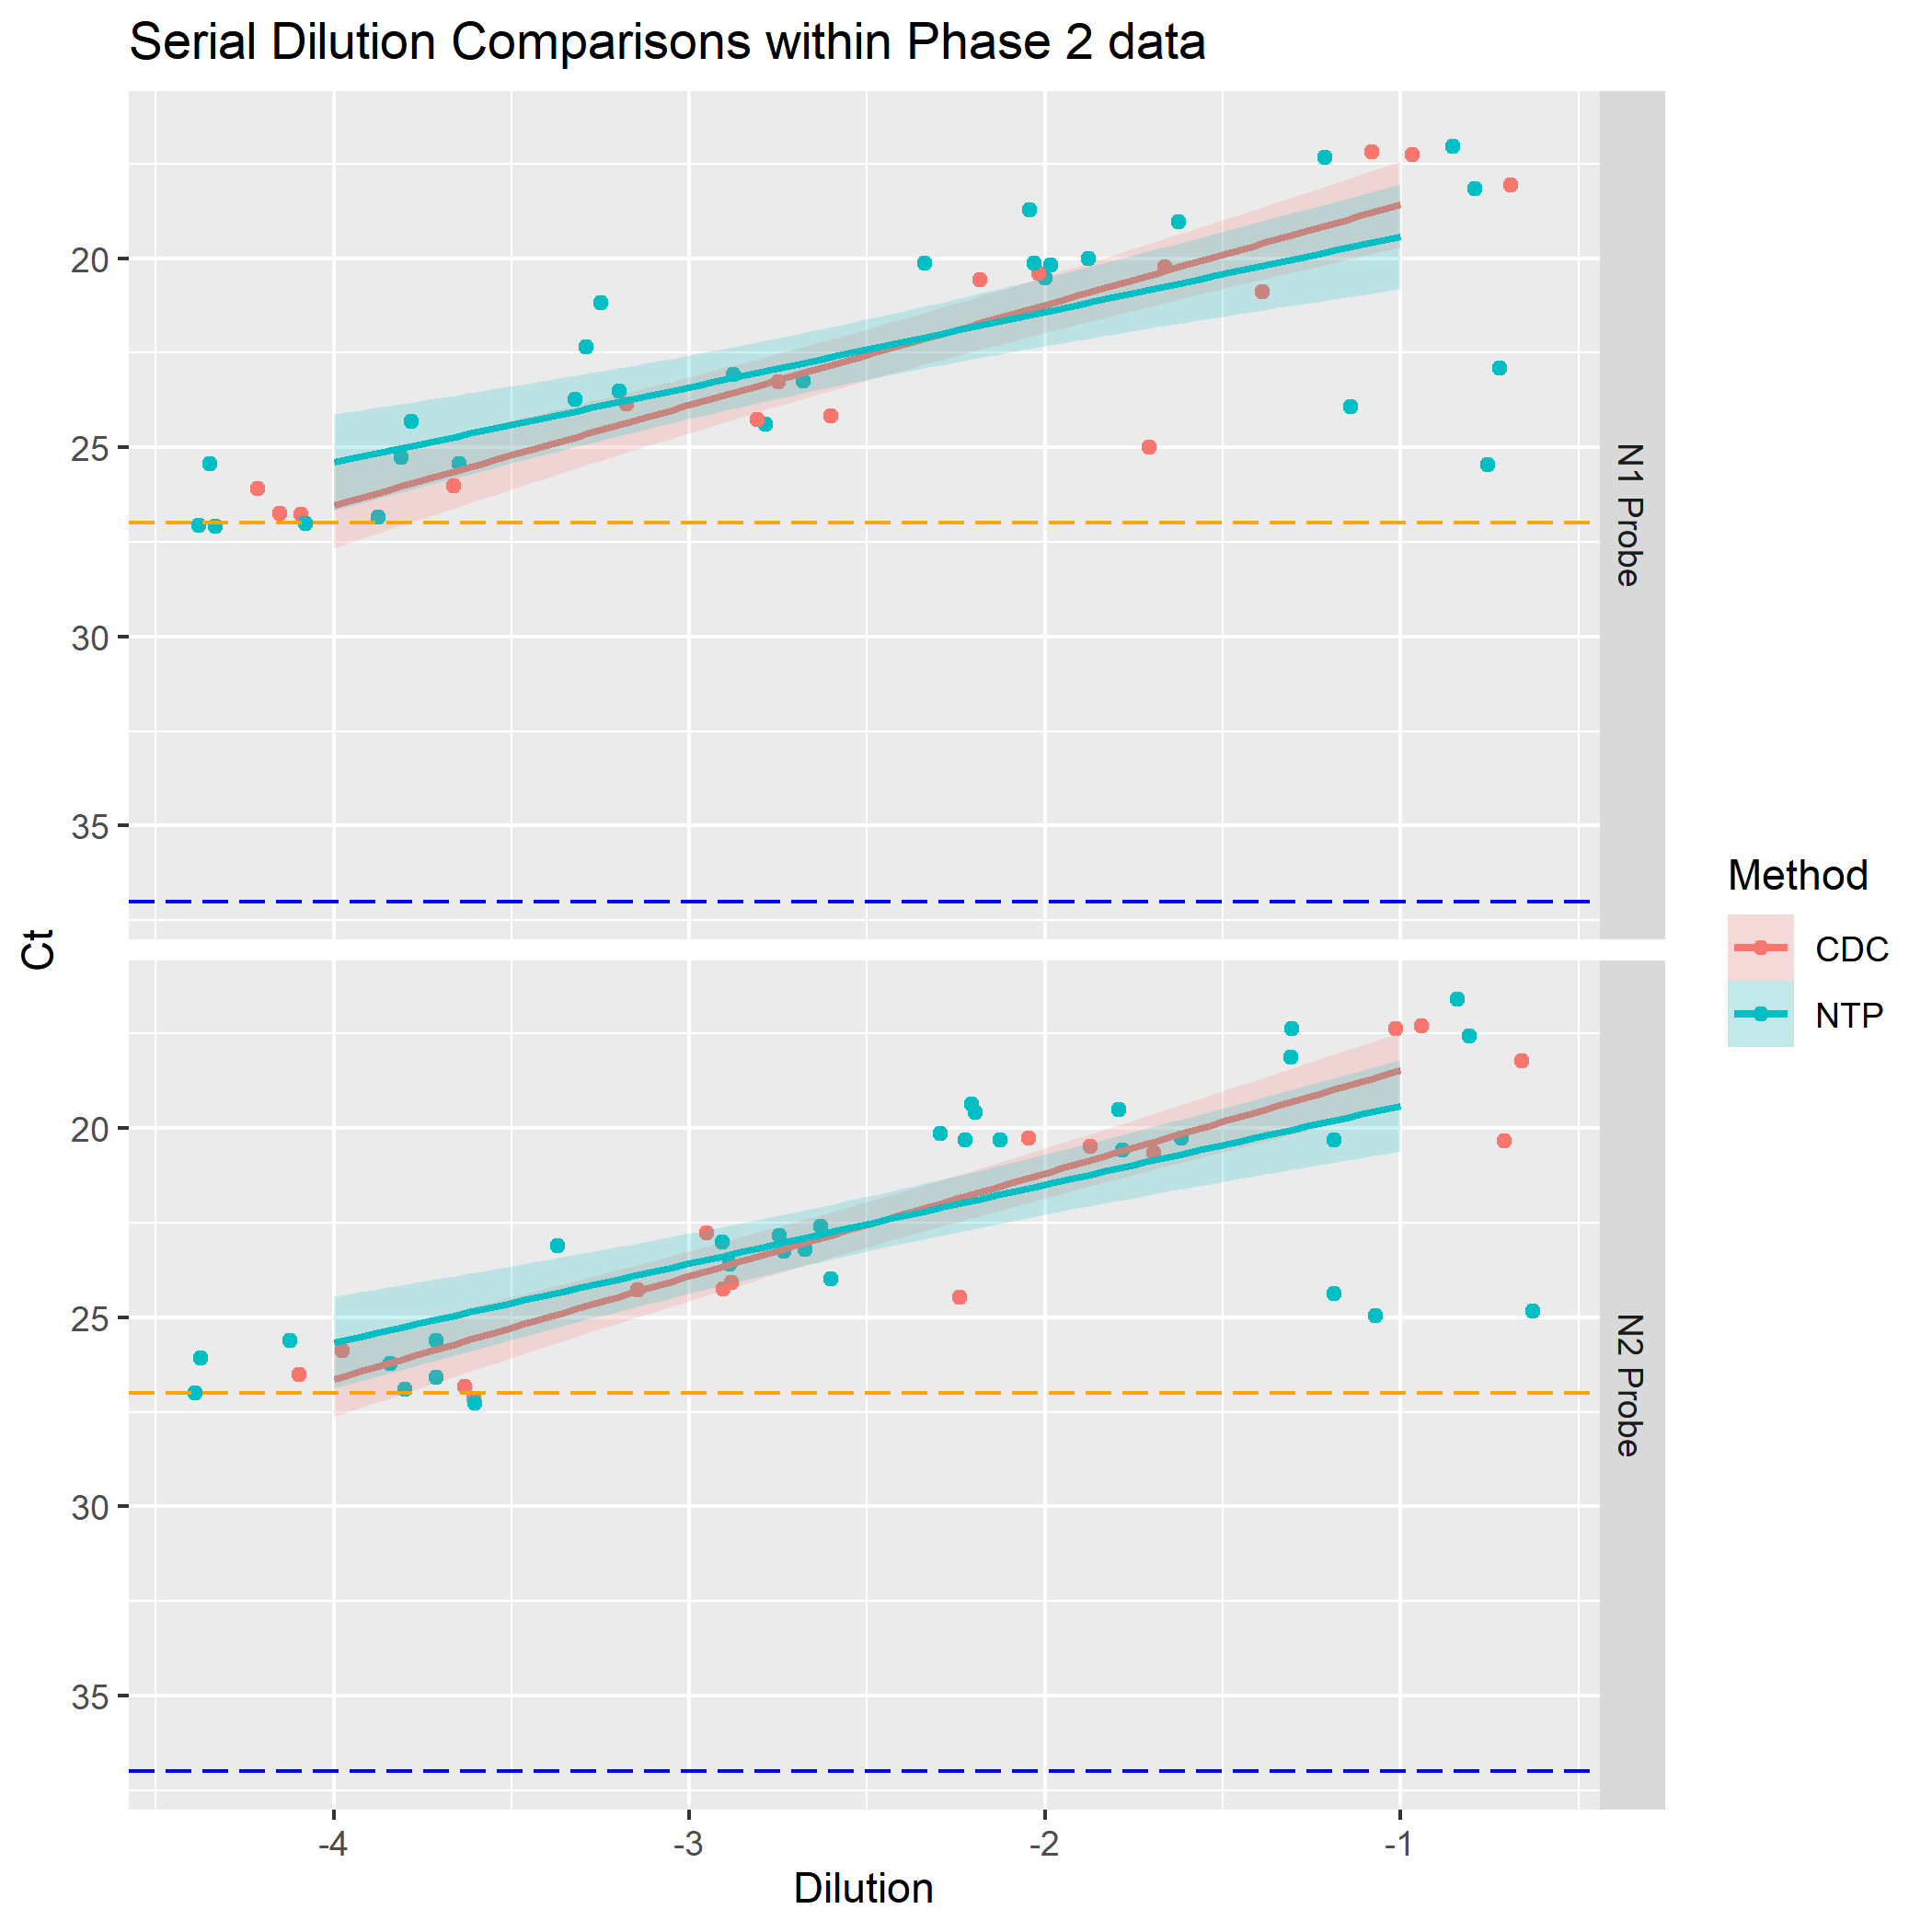 Serial Dilution Comparisons within Phase 2 data
20
25
30
35
N1 Probe
Ct
20
25
30
35
N2 Probe
-4
-3
-2
-1
Dilution
Method
CDC
NTP